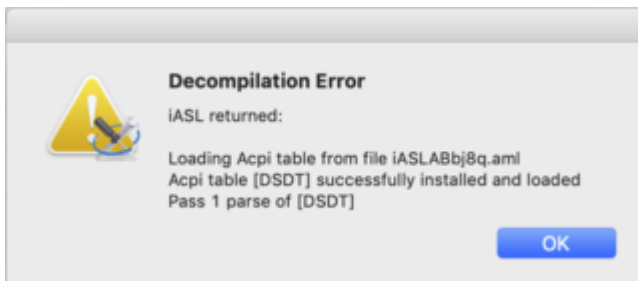 Decompilation Error
iASL returned:
Loading Acpi table from file iASLABbj8q.aml
Acpi table [DSDT] successfully installed and loaded
Pass 1 parse of [DSDT]
OK